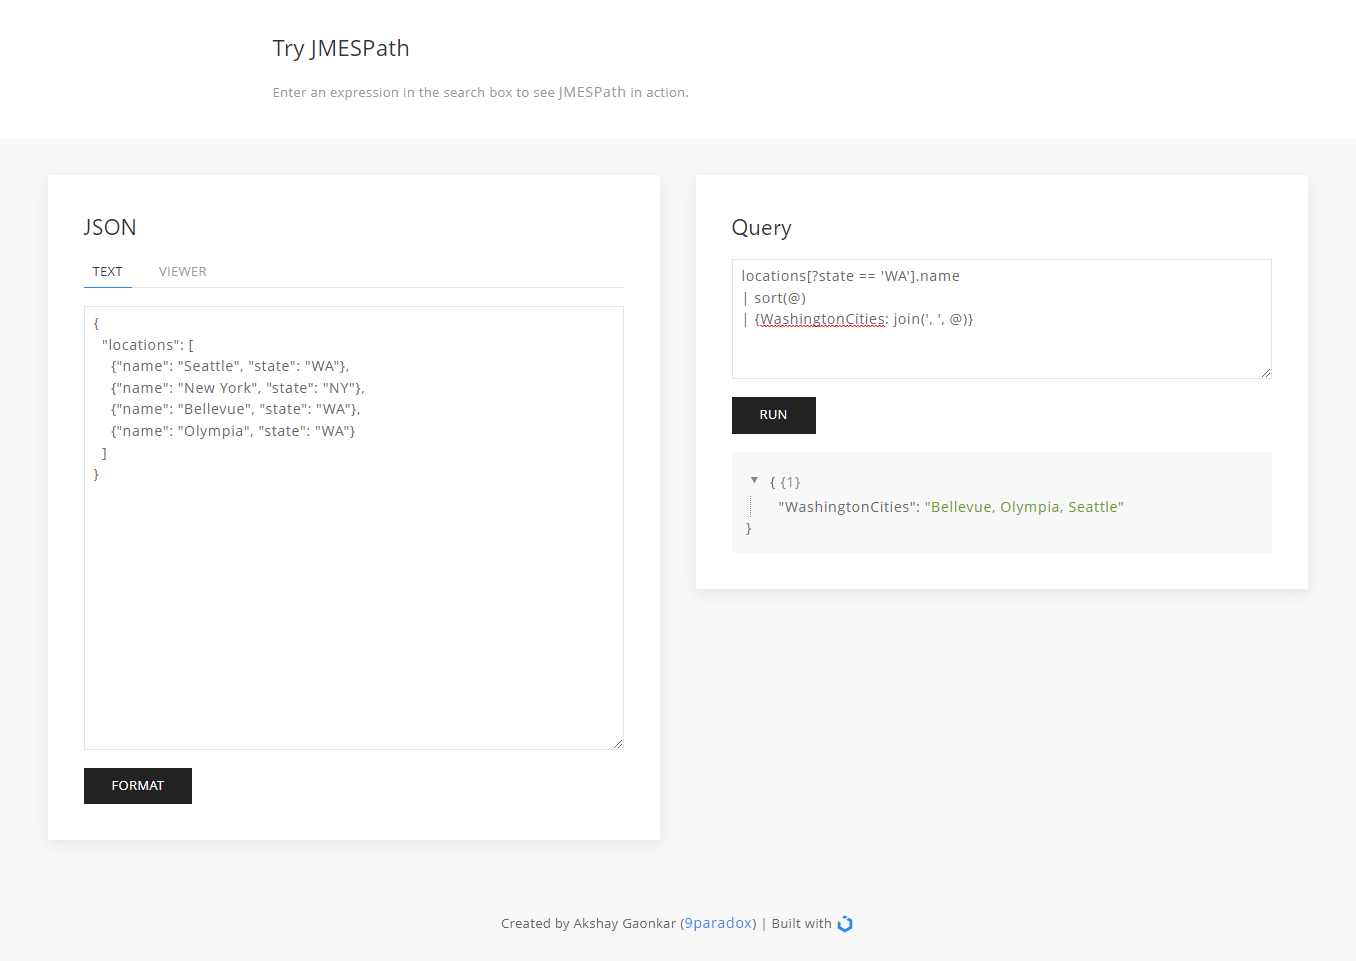 Try JMESPath
Enter an expression in the search box to see JMESPath in action.
JSON
TEXT VIEWER
{
"locations": [
{"name": "Seattle", "state": "WA"},
{"name": "New York", "state": "NY"},
{"name": "Bellevue", "state": "WA"},
{"name": "Olympia", "state": "WA"}
]
}
FORMAT
Query
locations[?state == 'WA'].name
| sort(@)
| {WashingtonCities: join(', ', @)}
RUN
{ {1}
"WashingtonCities": "Bellevue, Olympia, Seattle"
}
Created by Akshay Gaonkar (9paradox) | Built with